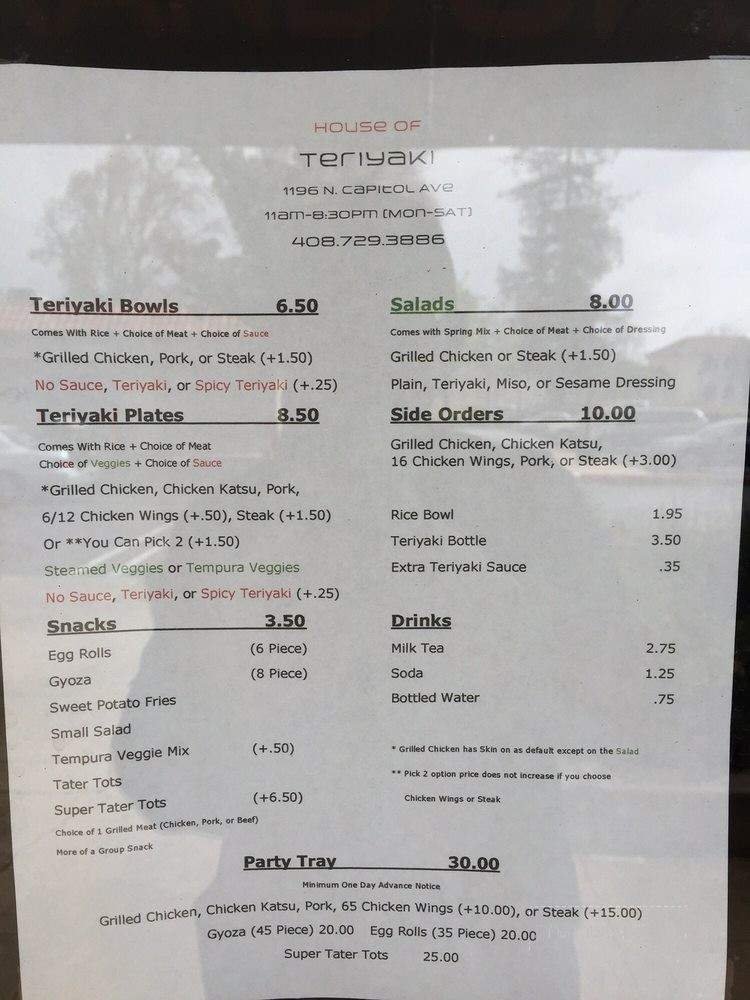 House of
Teriyaki
1196 N. Capitol Ave
11am-8:30pm (Mon-Sat)
408.729.3886
Teriyaki Bowls 6.50
Comes With Rice + Choice of Meat + Choice of Sauce
*Grilled Chicken, Pork, or Steak (+1.50)
No Sauce, Teriyaki, or Spicy Teriyaki (+.25)
Teriyaki Plates 8.50
Comes With Rice + Choice of Meat
Choice of Veggies + Choice of Sauce
*Grilled Chicken, Chicken Katsu, Pork,
6/12 Chicken Wings (+.50), Steak (+1.50)
Or **You Can Pick 2 (+1.50)
Steamed Veggies or Tempura Veggies
No Sauce, Teriyaki, or Spicy Teriyaki (+.25)
Snacks 3.50
Egg Rolls (6 Piece)
Gyoza (8 Piece)
Sweet Potato Fries
Small Salad
Tempura Veggie Mix (+.50)
Tater Tots
Super Tater Tots (+6.50)
Choice of 1 Grilled Meat (Chicken, Pork, or Beef)
More of a Group Snack
Salads 8.00
Comes with Spring Mix + Choice of Meat + Choice of Dressing
Grilled Chicken or Steak (+1.50)
Plain, Teriyaki, Miso, or Sesame Dressing
Side Orders 10.00
Grilled Chicken, Chicken Katsu,
16 Chicken Wings, Pork, or Steak (+3.00)
Rice Bowl 1.95
Teriyaki Bottle 3.50
Extra Teriyaki Sauce .35
Drinks
Milk Tea 2.75
Soda 1.25
Bottled Water .75
* Grilled Chicken has Skin on as default except on the Salad
** Pick 2 option price does not increase if you choose
Chicken Wings or Steak
Party Tray 30.00
Minimum One Day Advance Notice
Grilled Chicken, Chicken Katsu, Pork, 65 Chicken Wings (+10.00), or Steak (+15.00)
Gyoza (45 Piece) 20.00 Egg Rolls (35 Piece) 20.00
Super Tater Tots 25.00